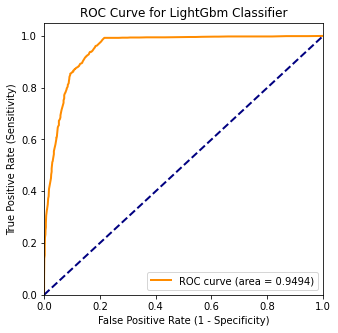 ROC Curve for LightGbm Classifier
True Positive Rate (Sensitivity)
1.0
0.8
0.6
0.4
0.2
0.0
0.0 0.2 0.4 0.6 0.8 1.0
ROC curve (area = 0.9494)
False Positive Rate (1 - Specificity)